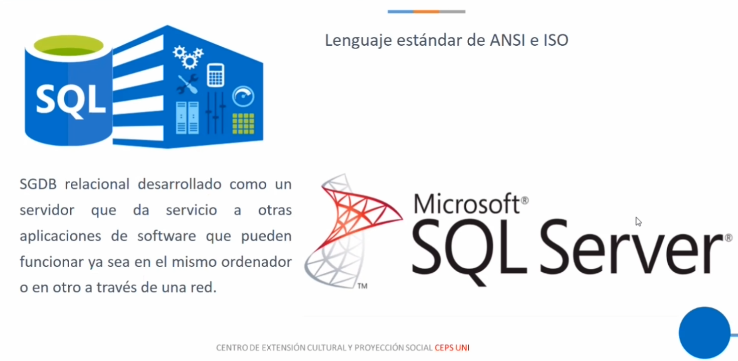 Lenguaje estándar de ANSI e ISO
SQL
SGDB relacional desarrollado como un
servidor que da servicio a otras
aplicaciones de software que pueden
funcionar ya sea en el mismo ordenador
o en otro a través de una red.
Microsoft®
SQL Server®
TM
CENTRO DE EXTENSIÓN CULTURAL Y PROYECCIÓN SOCIAL CEPS UNI